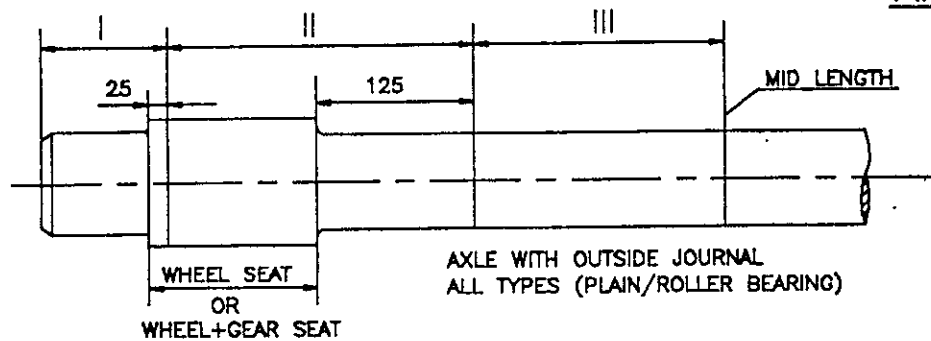 I II III
25 125 MID LENGTH
WHEEL SEAT
OR
WHEEL+GEAR SEAT
AXLE WITH OUTSIDE JOURNAL
ALL TYPES (PLAIN/ROLLER BEARING)